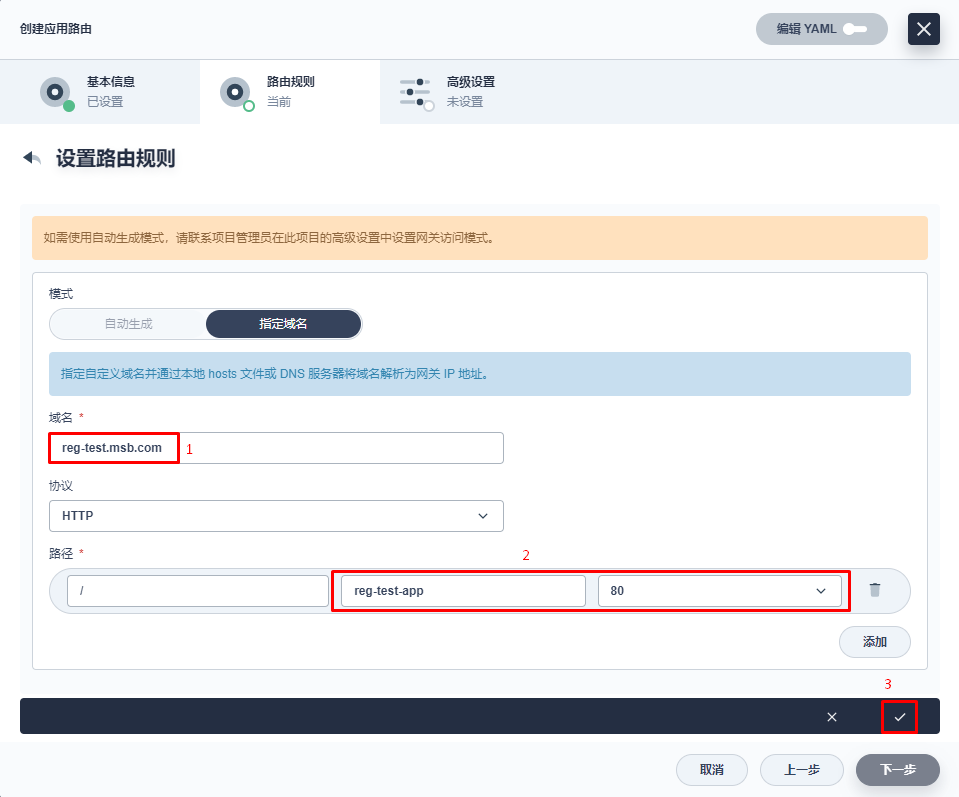 创建应用路由
编辑 YAML
基本信息
已设置
路由规则
当前
高级设置
未设置
设置路由规则
如需使用自动生成模式，请联系项目管理员在此项目的高级设置中设置网关访问模式。
模式
自动生成 指定域名
指定自定义域名并通过本地 hosts 文件或 DNS 服务器将域名解析为网关 IP 地址。
域名 *
reg-test.msb.com 1
协议
HTTP
路径 *
2
/ reg-test-app 80
添加
3
取消 上一步 下一步